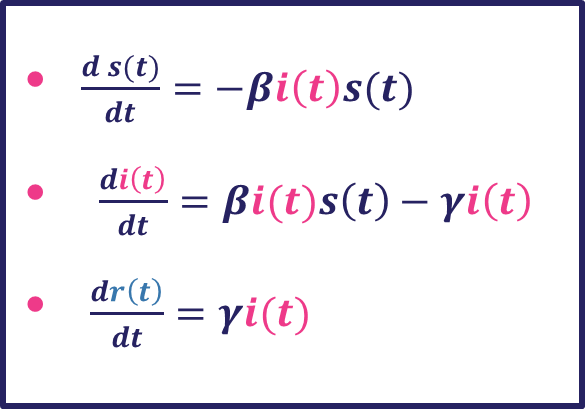 • d s(t)/dt = −βi(t)s(t)
• di(t)/dt = βi(t)s(t) − γi(t)
• dr(t)/dt = γi(t)